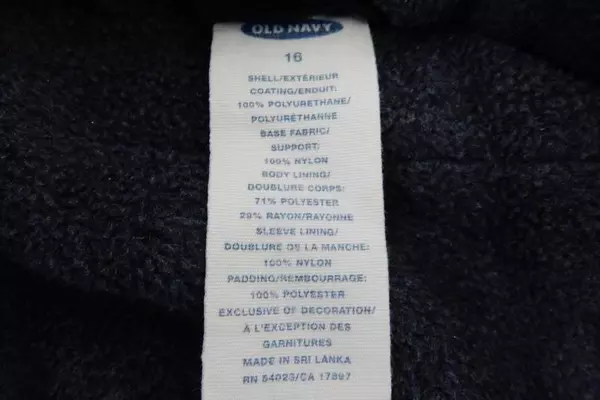 OLD NAVY
16
SHELL/EXTÉRIEUR
COATING/ENDUIT:
100% POLYURETHANE/
POLYURÉTHANNE
BASE FABRIC/
SUPPORT:
100% NYLON
BODY LINING/
DOUBLURE CORPS:
71% POLYESTER
29% RAYON/RAYONNE
SLEEVE LINING/
DOUBLURE DE LA MANCHE:
100% NYLON
PADDING/REMBOURRAGE:
100% POLYESTER
EXCLUSIVE OF DECORATION/
À L'EXCEPTION DES
GARNITURES
MADE IN SRI LANKA
RN 54023/CA 17897